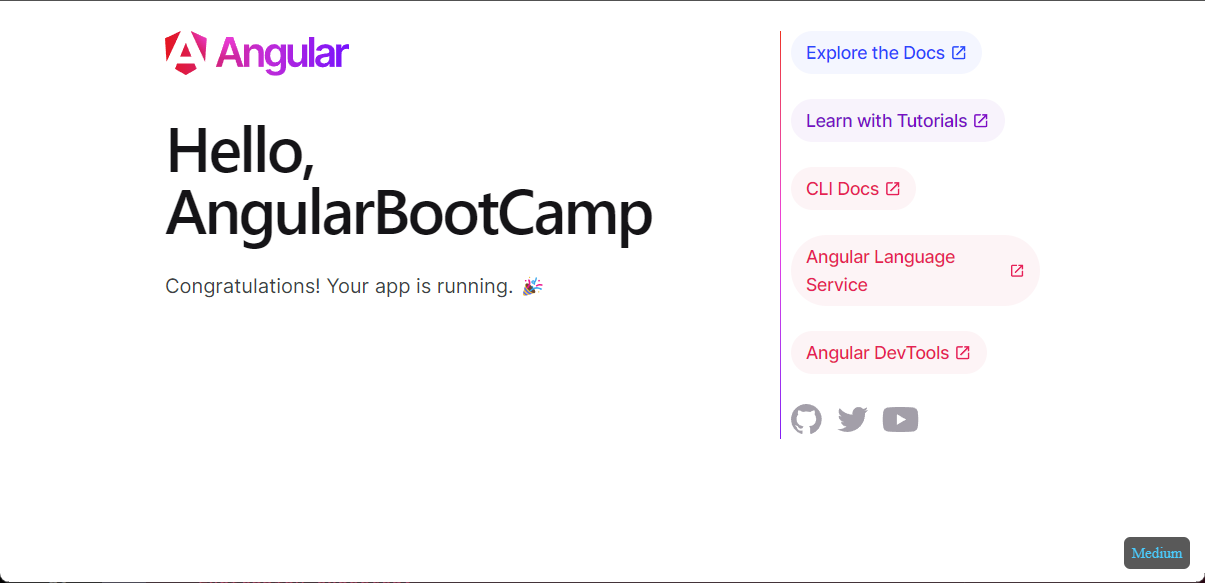 Angular
Hello,
AngularBootCamp
Congratulations! Your app is running. 🎉
Explore the Docs
Learn with Tutorials
CLI Docs
Angular Language
Service
Angular DevTools
Medium